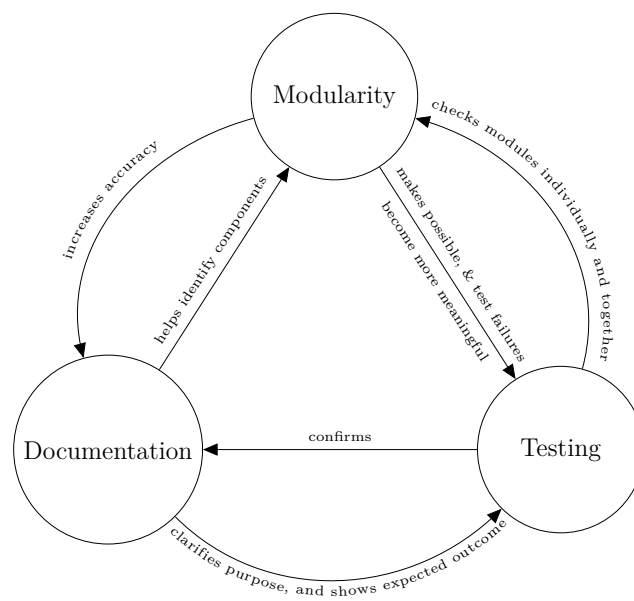 Modularity
checks modules individually and together
increases accuracy
helps identify components
makes possible, & test failures
become more meaningful
Documentation
confirms
Testing
clarifies purpose, and shows expected outcome